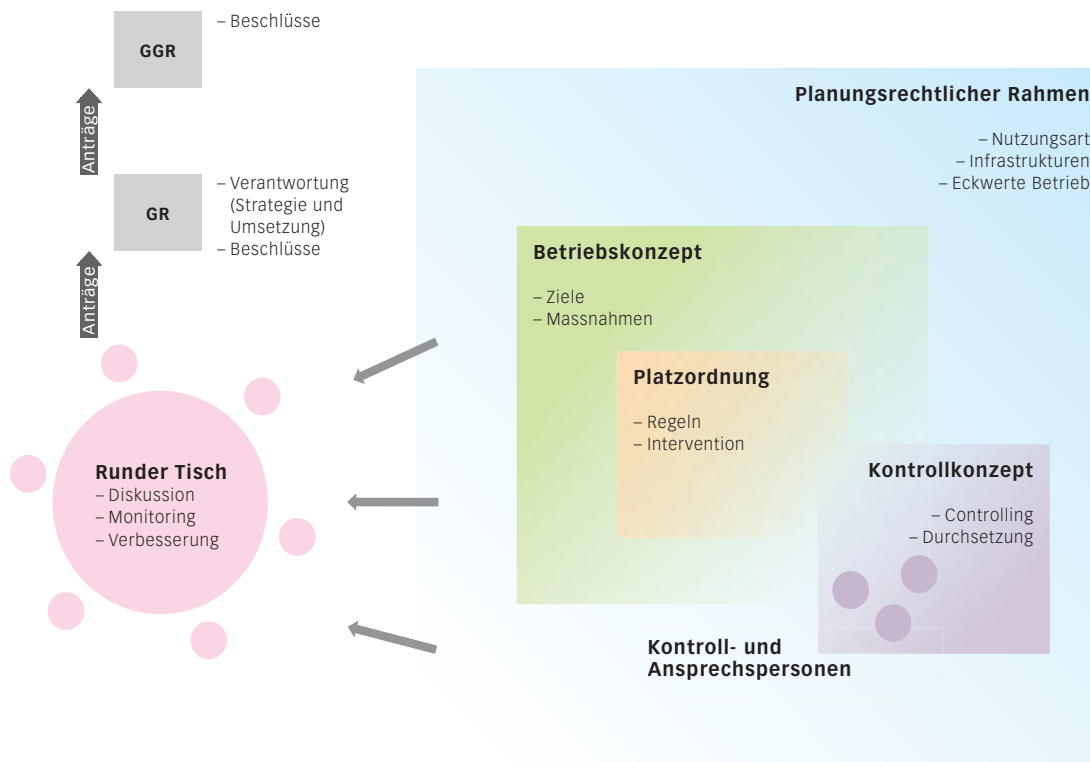 GGR
– Beschlüsse
Anträge
GR
– Verantwortung
(Strategie und
Umsetzung)
– Beschlüsse
Anträge
Runder Tisch
– Diskussion
– Monitoring
– Verbesserung
Planungsrechtlicher Rahmen
– Nutzungsart
– Infrastrukturen
– Eckwerte Betrieb
Betriebskonzept
– Ziele
– Massnahmen
Platzordnung
– Regeln
– Intervention
Kontrollkonzept
– Controlling
– Durchsetzung
Kontroll- und
Ansprechspersonen